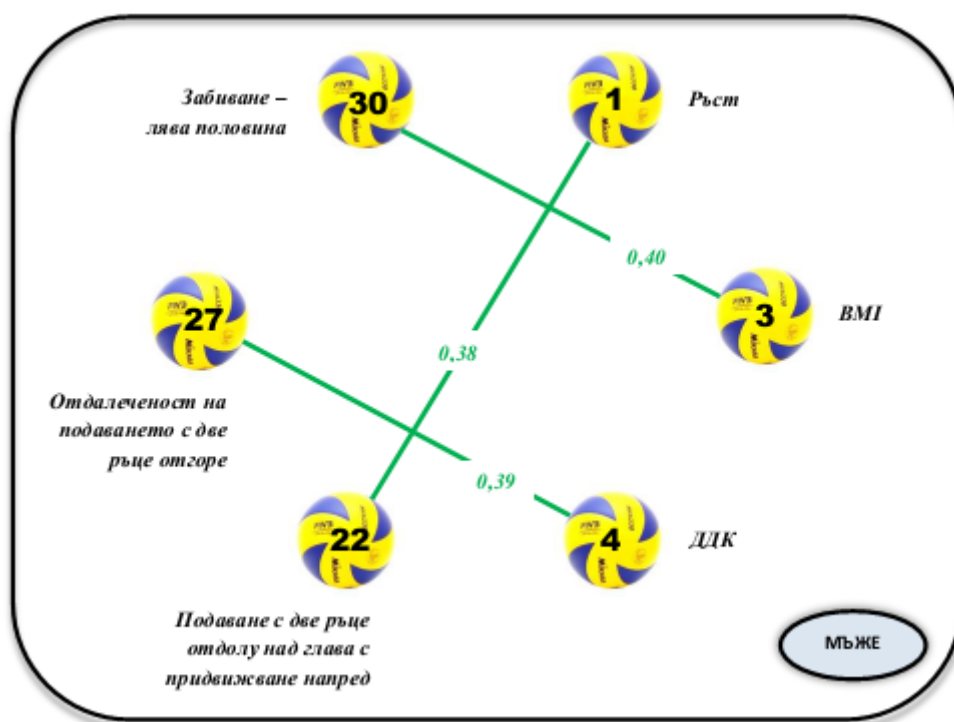 Забиване –
лява половина
30
1
Ръст
0,40
27
3
BMI
0,38
Отдалеченост на
подаването с две
ръце отгоре
0,39
22
4
ДДК
Подаване с две ръце
отдолу над глава с
придвижване напред
МЪЖЕ